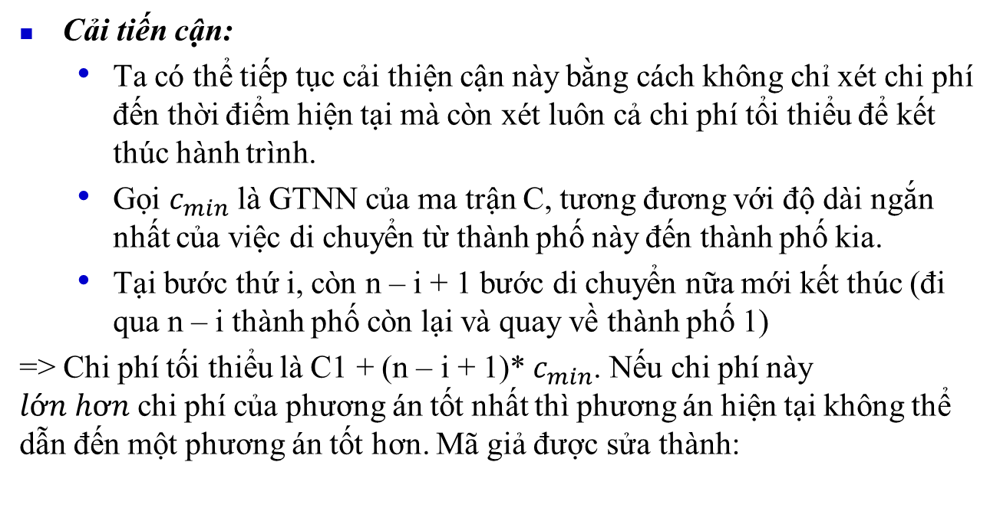 ▪ Cải tiến cận:
• Ta có thể tiếp tục cải thiện cận này bằng cách không chỉ xét chi phí
đến thời điểm hiện tại mà còn xét luôn cả chi phí tổi thiểu để kết
thúc hành trình.
• Gọi c_{min} là GTNN của ma trận C, tương đương với độ dài ngắn
nhất của việc di chuyển từ thành phố này đến thành phố kia.
• Tại bước thứ i, còn n – i + 1 bước di chuyển nữa mới kết thúc (đi
qua n – i thành phố còn lại và quay về thành phố 1)
=> Chi phí tối thiểu là C1 + (n – i + 1)* c_{min}. Nếu chi phí này
lớn hơn chi phí của phương án tốt nhất thì phương án hiện tại không thể
dẫn đến một phương án tốt hơn. Mã giả được sửa thành: